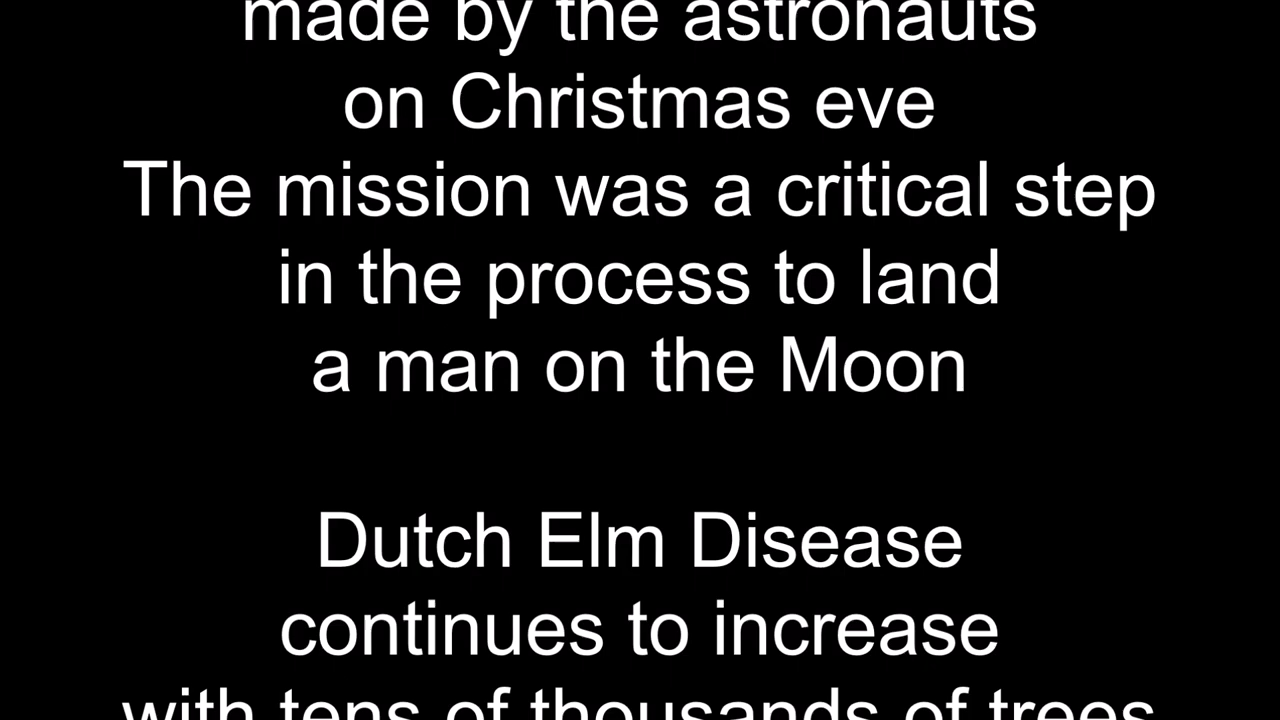 made by the astronauts
on Christmas eve
The mission was a critical step
in the process to land
a man on the Moon
Dutch Elm Disease
continues to increase
with tens of thousands of trees